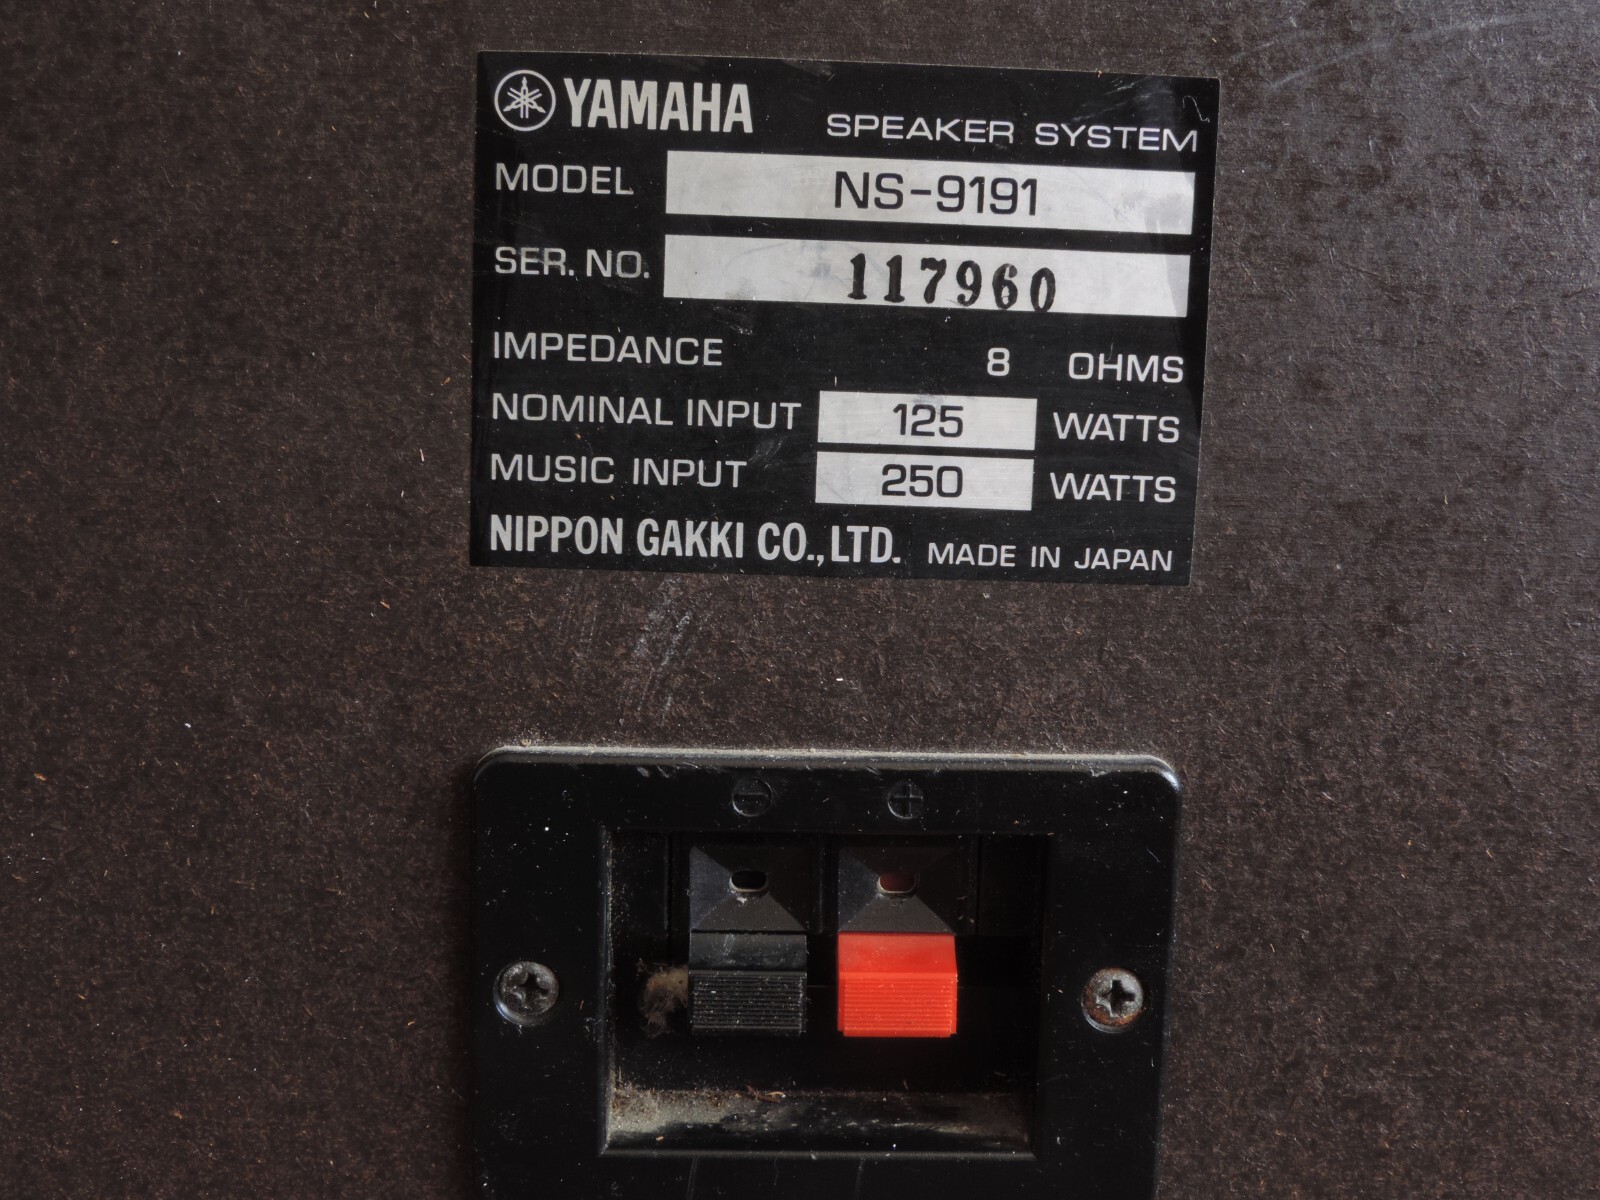 YAMAHA SPEAKER SYSTEM
MODEL NS-9191
SER. NO. 117960
IMPEDANCE 8 OHMS
NOMINAL INPUT 125 WATTS
MUSIC INPUT 250 WATTS
NIPPON GAKKI CO., LTD. MADE IN JAPAN
− +